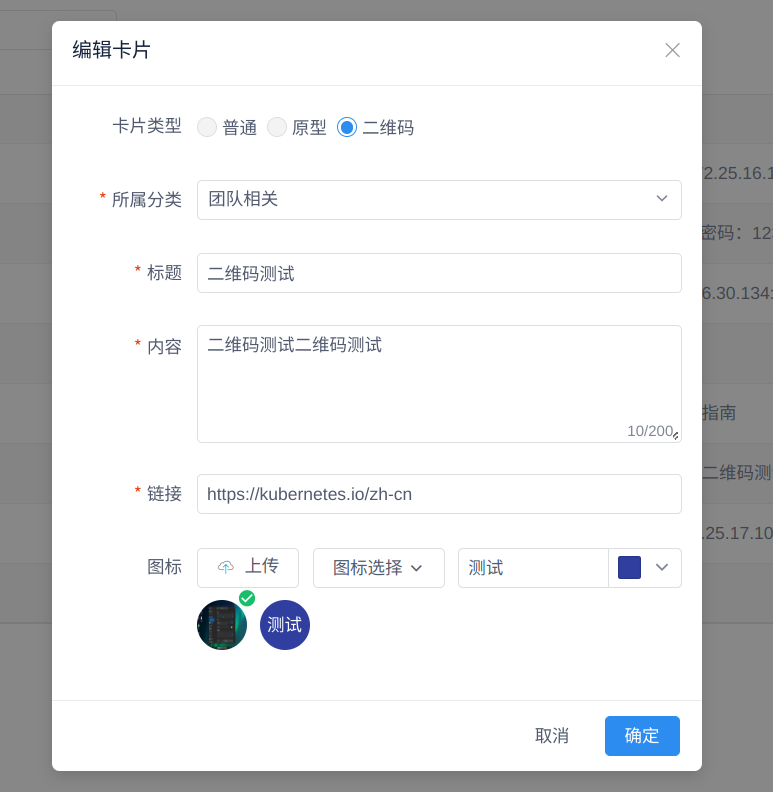 编辑卡片
卡片类型 普通 原型 二维码
/2.25.16.1
* 所属分类 团队相关
密码：12
* 标题 二维码测试
6.30.134:
* 内容 二维码测试二维码测试
指南
10/200
二维码测
* 链接 https://kubernetes.io/zh-cn
.25.17.10
图标 上传 图标选择 测试
测试
取消 确定